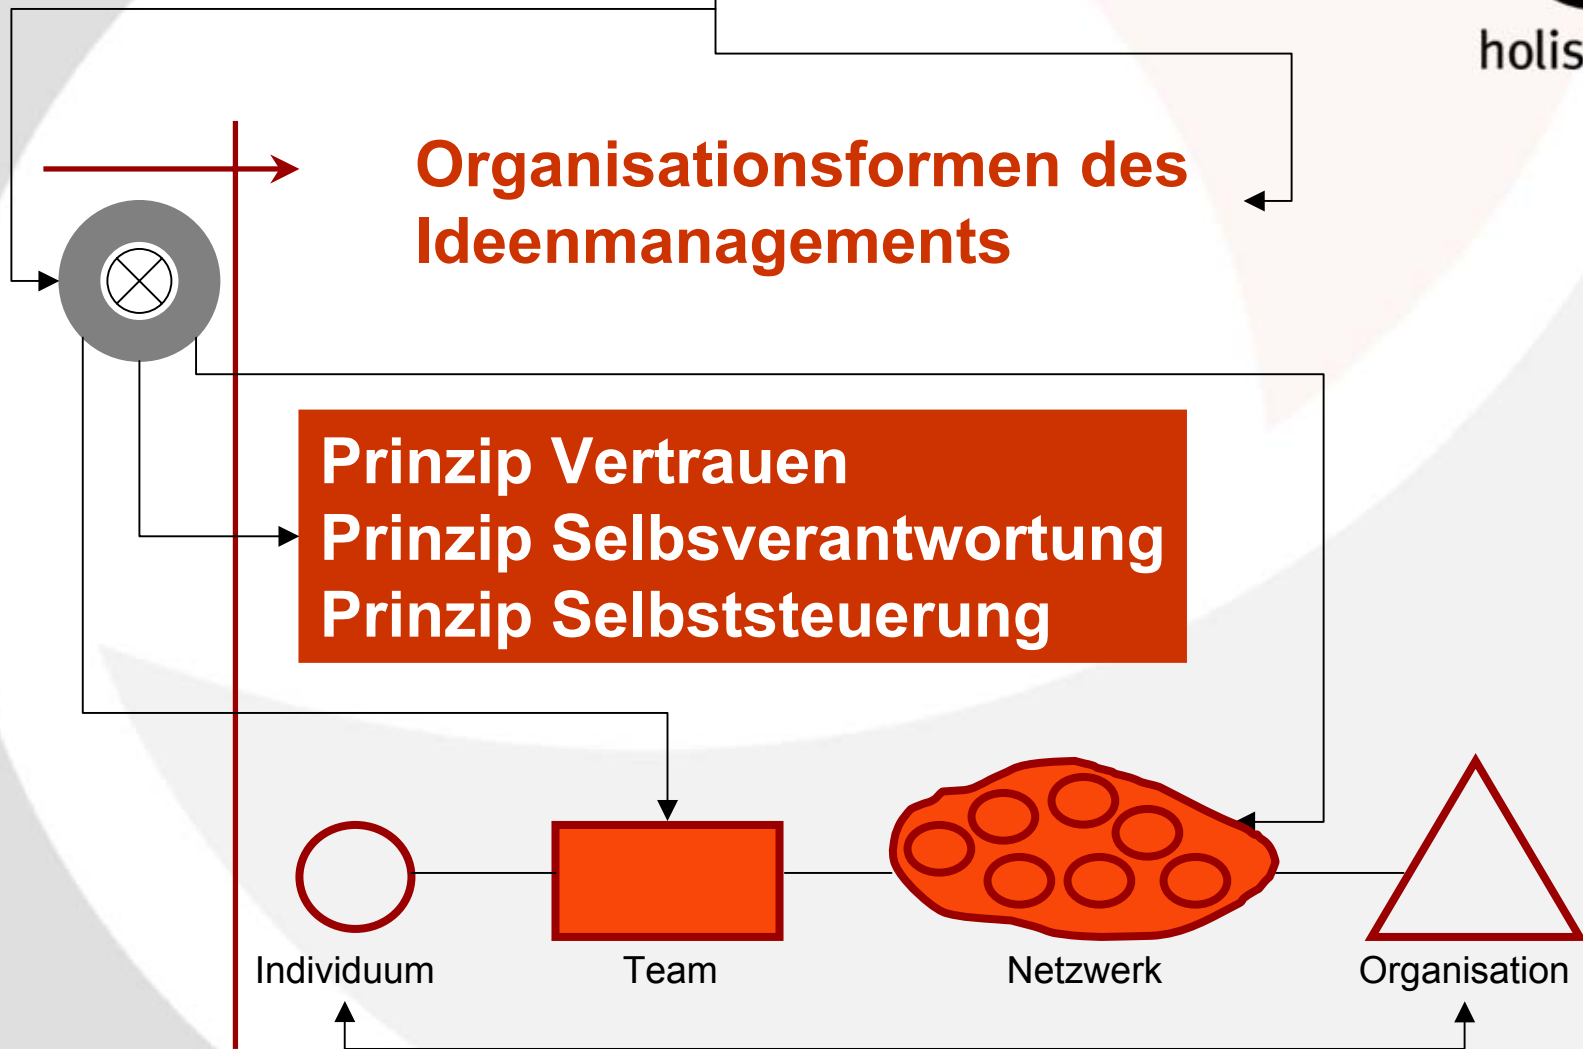 holis
Organisationsformen des
Ideenmanagements
Prinzip Vertrauen
Prinzip Selbsverantwortung
Prinzip Selbststeuerung
Individuum
Team
Netzwerk
Organisation